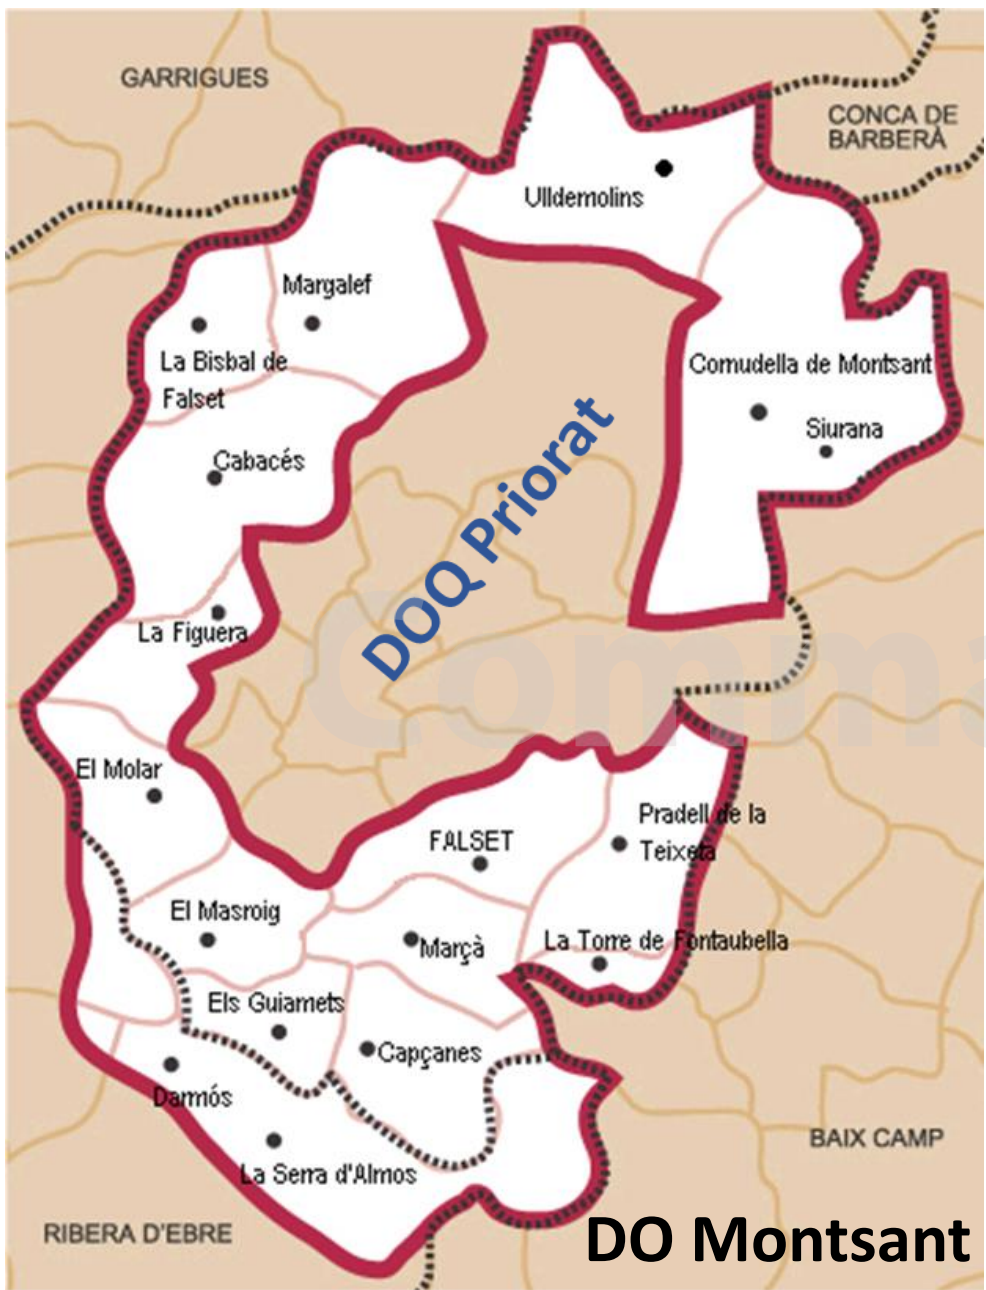 GARRIGUES
CONCA DE
BARBERÀ
Ulldemolins
Margalef
La Bisbal de
Falset
Cornudella de Montsant
Siurana
Cabacés
DOQ Priorat
La Figuera
Comma
El Molar
Pradell de la
Teixeta
FALSET
El Masroig
Marçà
La Torre de Fontaubella
Els Guiamets
Capçanes
Darmós
La Serra d'Almos
BAIX CAMP
RIBERA D'EBRE
DO Montsant